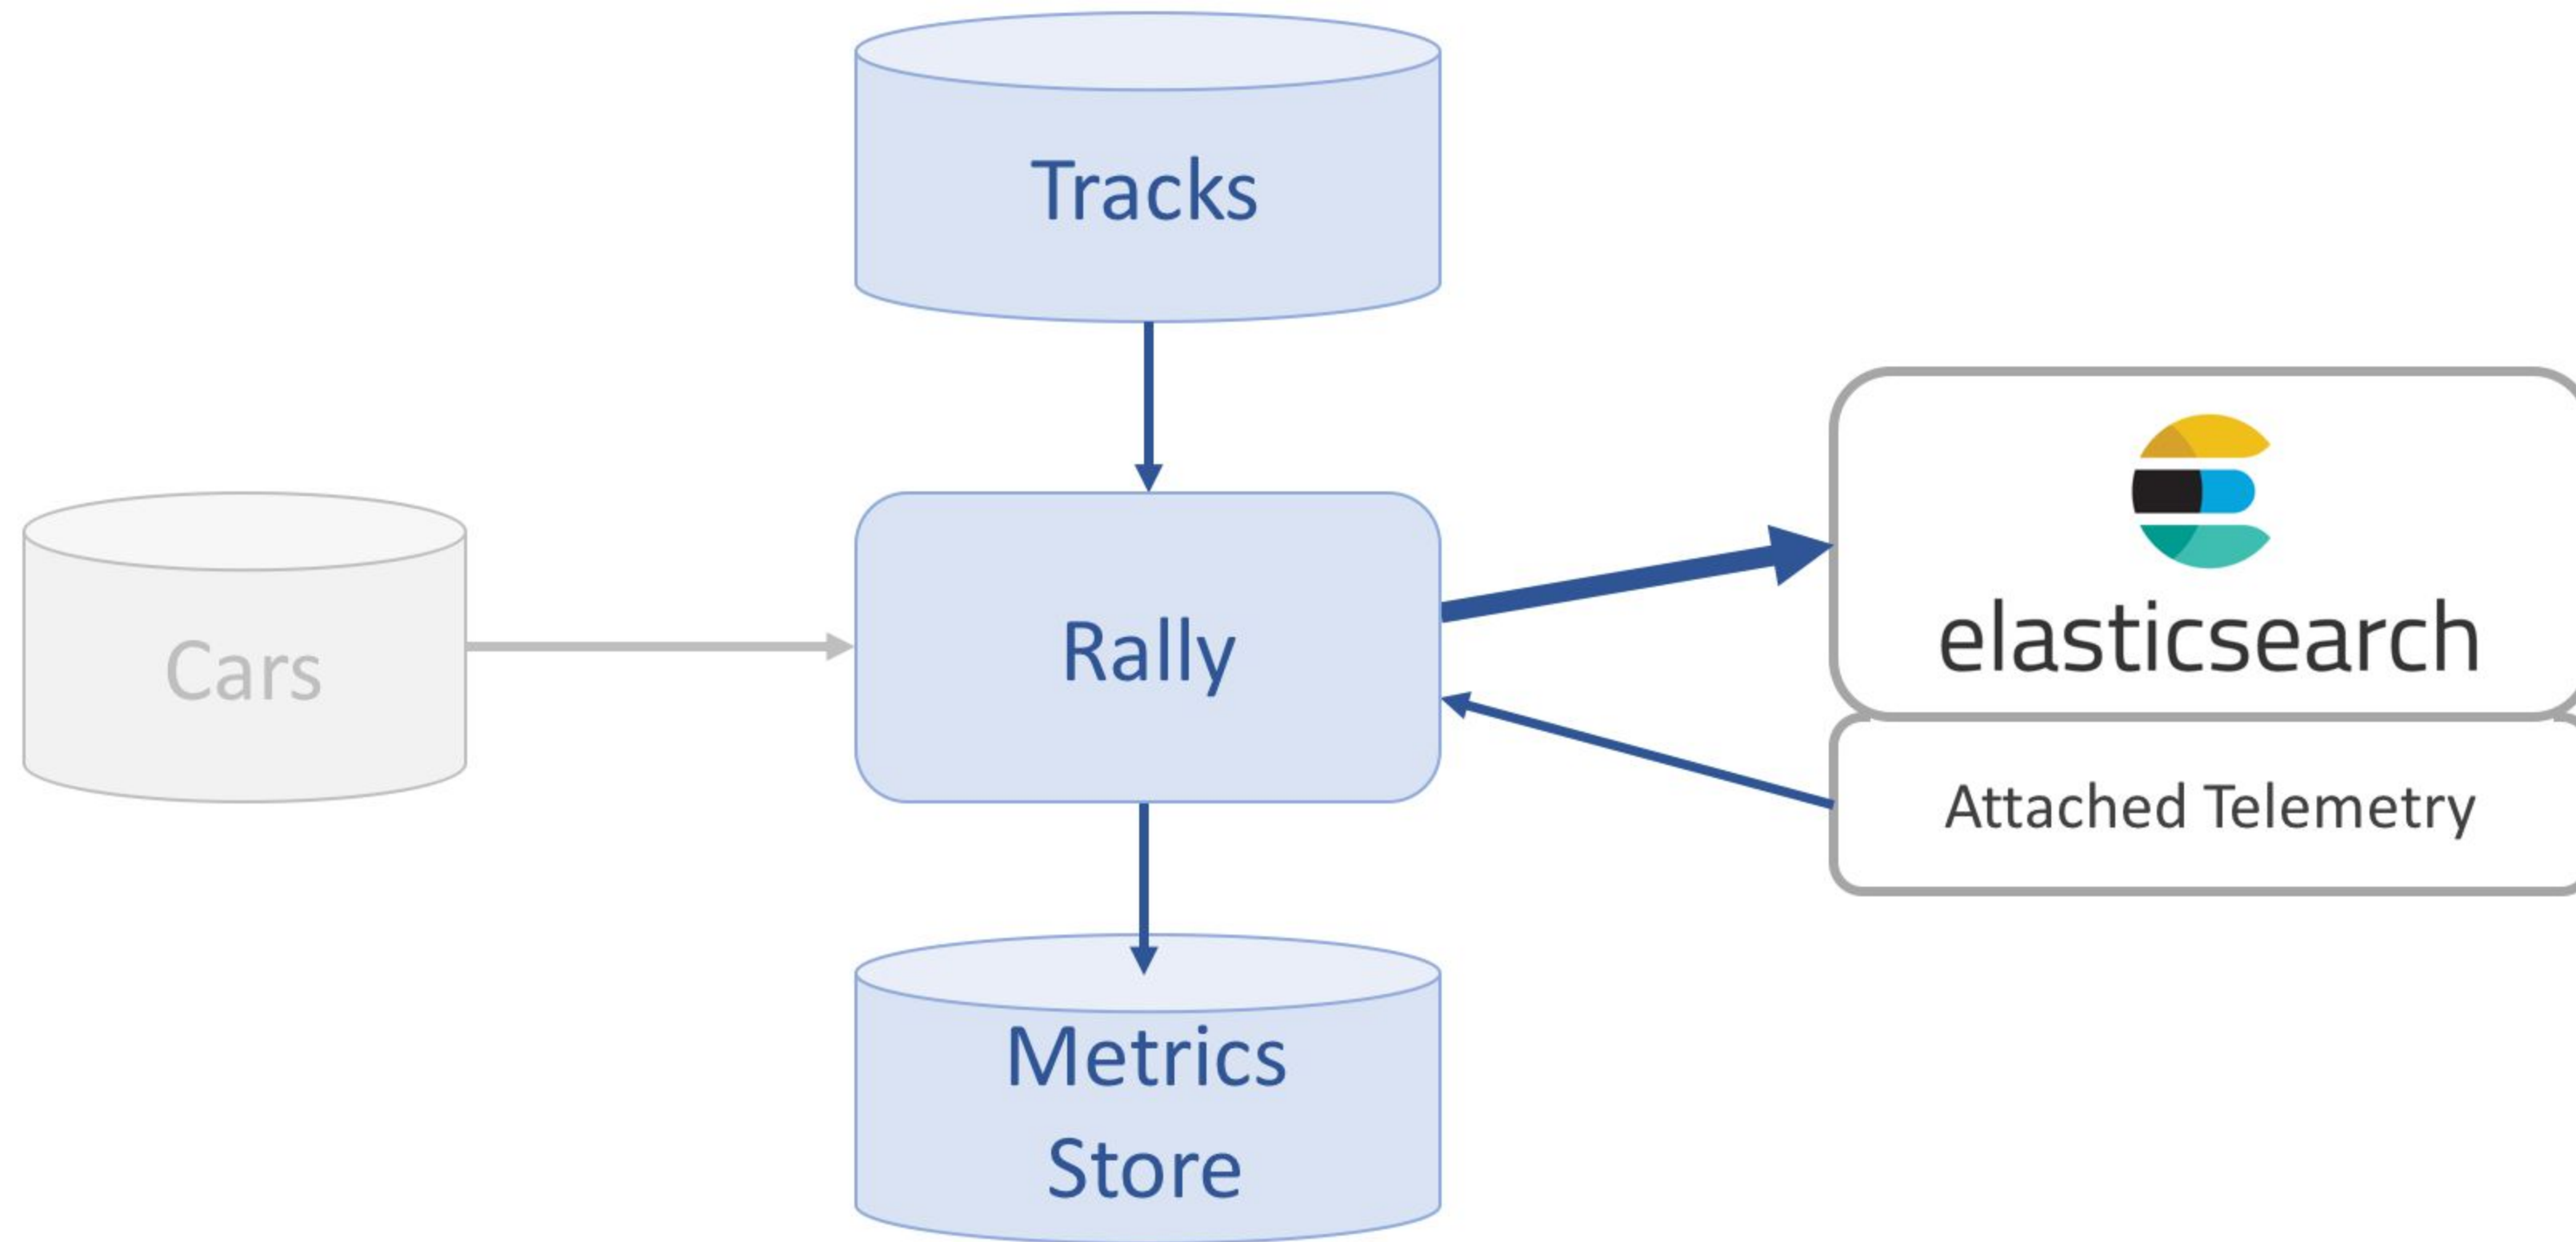 Tracks
Cars
Rally
elasticsearch
Attached Telemetry
Metrics
Store